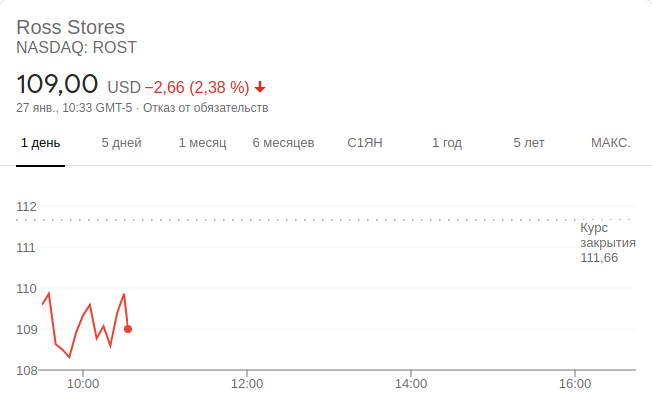 Ross Stores
NASDAQ: ROST
109,00 USD −2,66 (2,38 %)
27 янв., 10:33 GMT-5 · Отказ от обязательств
1 день 5 дней 1 месяц 6 месяцев С1ЯН 1 год 5 лет МАКС.
112
Курс
закрытия
111,66
111
110
109
108
10:00 12:00 14:00 16:00